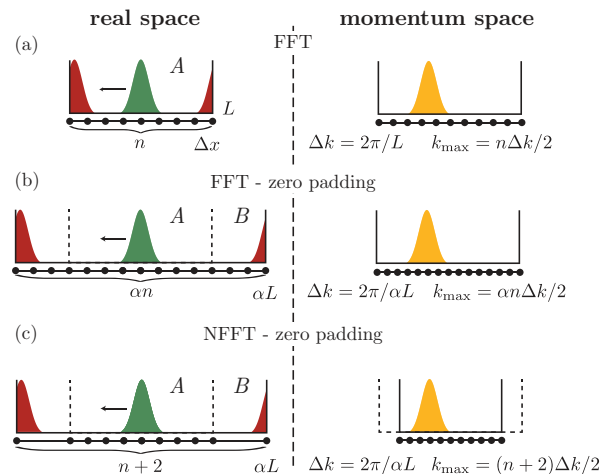 real space momentum space
(a) FFT
A
L
n Δx
Δk = 2π/L k_max = nΔk/2
(b) FFT - zero padding
A B
αn αL
Δk = 2π/αL k_max = αnΔk/2
(c) NFFT - zero padding
A B
n + 2 αL
Δk = 2π/αL k_max = (n + 2)Δk/2